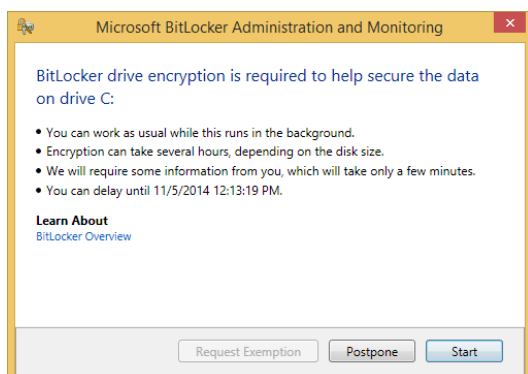 Microsoft BitLocker Administration and Monitoring
BitLocker drive encryption is required to help secure the data
on drive C:
• You can work as usual while this runs in the background.
• Encryption can take several hours, depending on the disk size.
• We will require some information from you, which will take only a few minutes.
• You can delay until 11/5/2014 12:13:19 PM.
Learn About
BitLocker Overview
Request Exemption
Postpone
Start